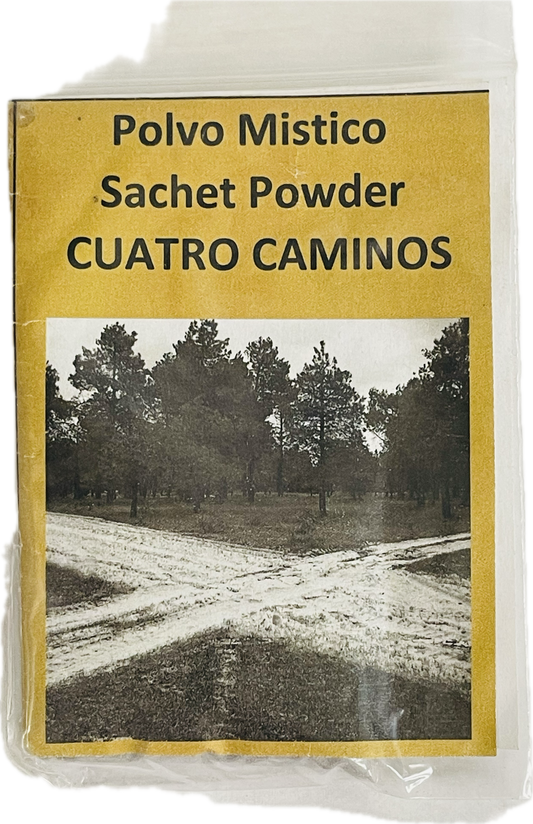 Polvo Mistico
Sachet Powder
CUATRO CAMINOS